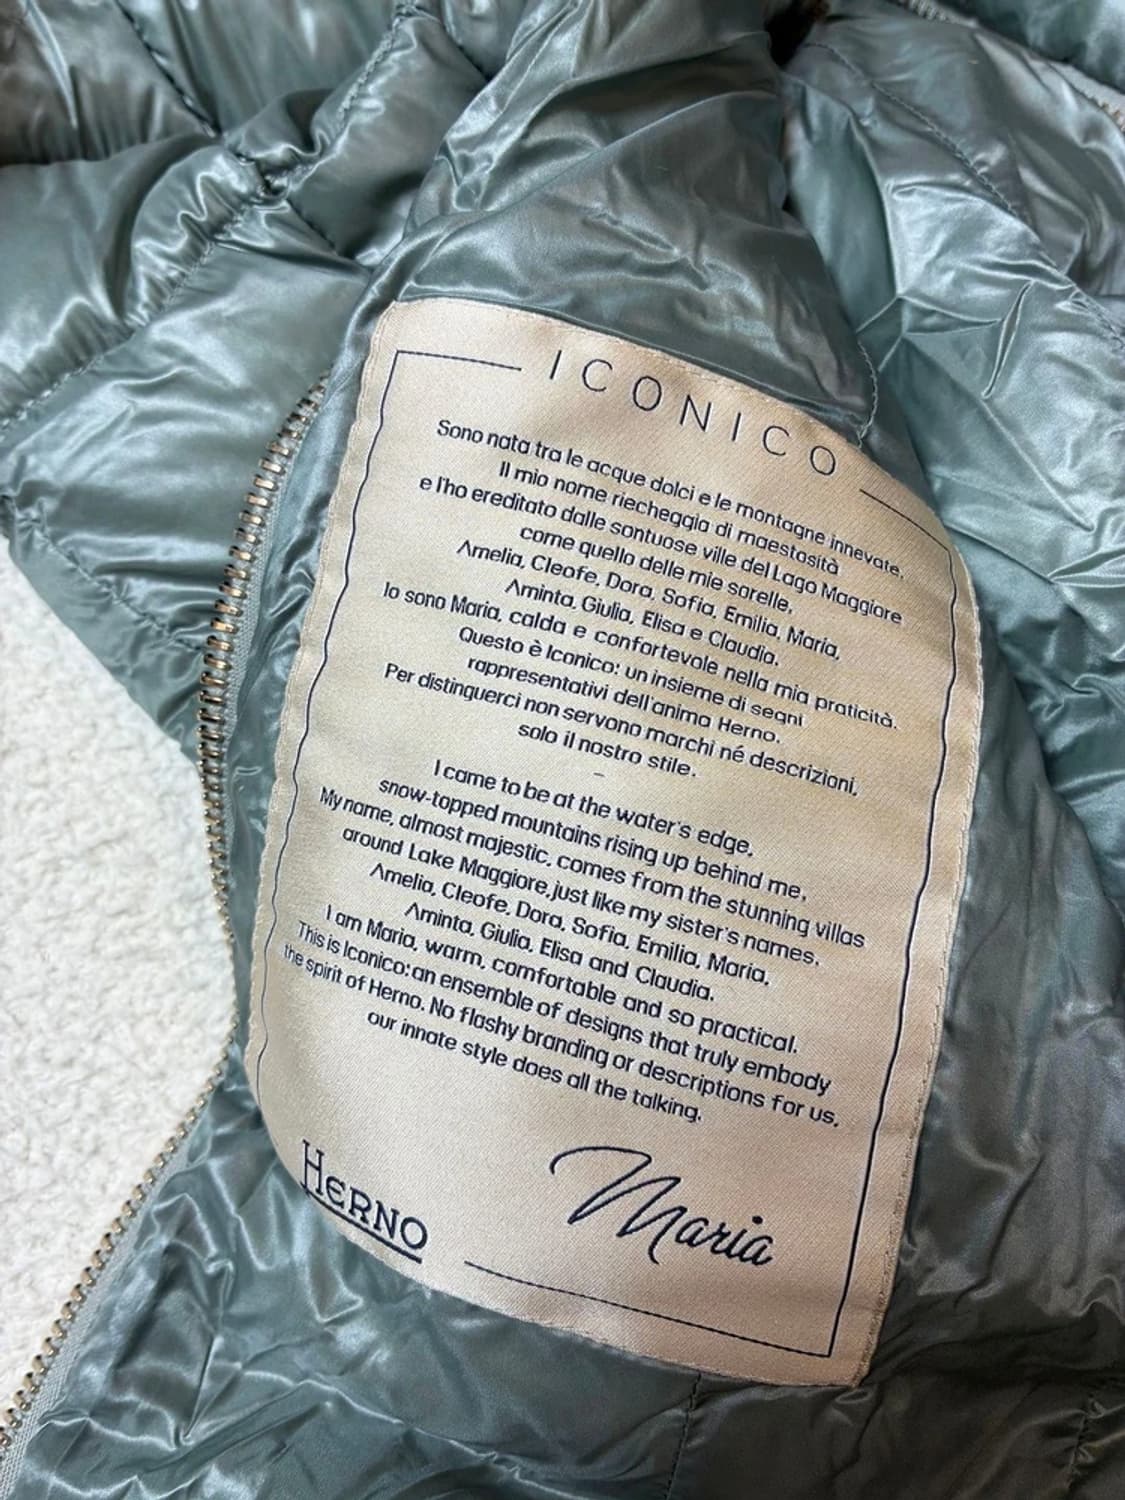 ICONICO
Sono nata tra le acque dolci e le montagne innevate.
Il mio nome riecheggia di maestosità
e l'ho ereditato dalle sontuose ville del Lago Maggiore
come quello delle mie sorelle,
Amelia, Cleofe, Dora, Sofia, Emilia, Maria,
Aminta, Giulia, Elisa e Claudia.
Io sono Maria, calda e confortevole nella mia praticità.
Questo è Iconico: un insieme di segni
rappresentativi dell'anima Herno.
Per distinguerci non servono marchi né descrizioni,
solo il nostro stile.
–
I came to be at the water's edge,
snow-topped mountains rising up behind me,
My name, almost majestic, comes from the stunning villas
around Lake Maggiore, just like my sister's names.
Amelia, Cleofe, Dora, Sofia, Emilia, Maria,
Aminta, Giulia, Elisa and Claudia.
I am Maria, warm, comfortable and so practical.
This is Iconico: an ensemble of designs that truly embody
the spirit of Herno. No flashy branding or descriptions for us,
our innate style does all the talking.
HERNO
Maria